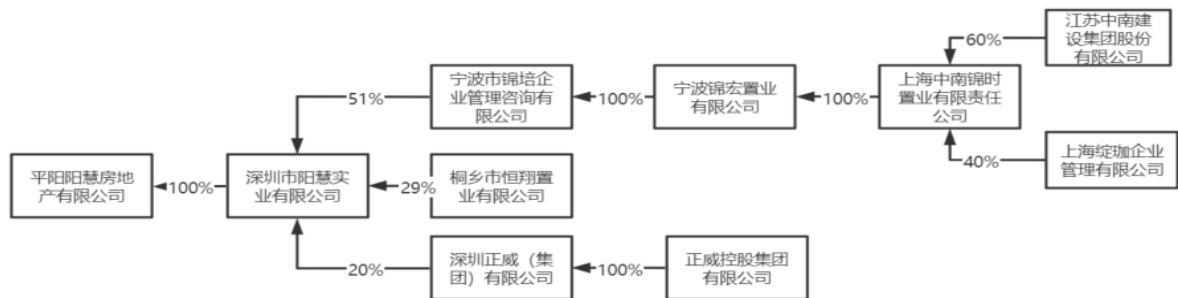 江苏中南建
设集团股份
有限公司
60%
宁波市锦培企
业管理咨询有
限公司
宁波锦宏置业
有限公司
上海中南锦时
置业有限责任
公司
51%
100%
100%
40%
上海绽珈企业
管理有限公司
平阳阳慧房地
产有限公司
100%
深圳市阳慧实
业有限公司
29%
桐乡市恒翔置
业有限公司
20%
深圳正威（集
团）有限公司
100%
正威控股集团
有限公司